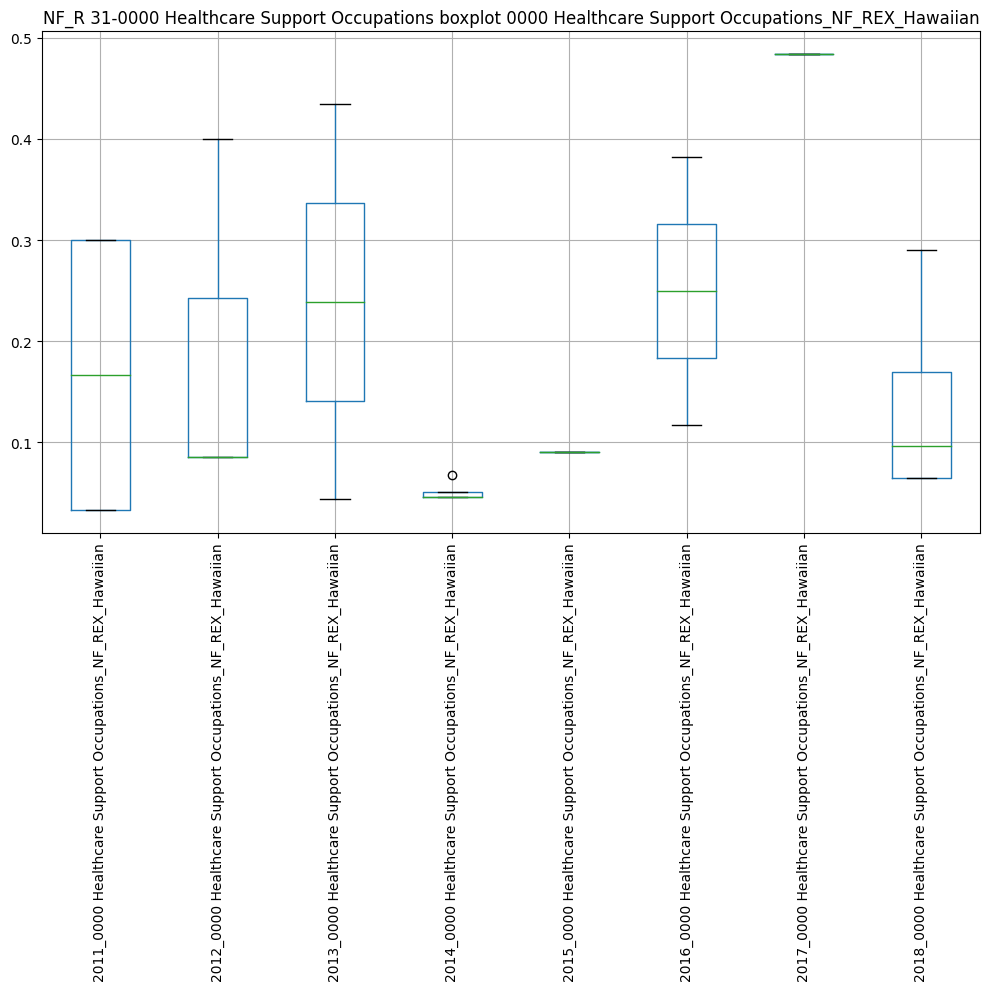 NF_R 31-0000 Healthcare Support Occupations boxplot 0000 Healthcare Support Occupations_NF_REX_Hawaiian
0.5
0.4
0.3
0.2
0.1
2011_0000 Healthcare Support Occupations_NF_REX_Hawaiian
2012_0000 Healthcare Support Occupations_NF_REX_Hawaiian
2013_0000 Healthcare Support Occupations_NF_REX_Hawaiian
2014_0000 Healthcare Support Occupations_NF_REX_Hawaiian
2015_0000 Healthcare Support Occupations_NF_REX_Hawaiian
2016_0000 Healthcare Support Occupations_NF_REX_Hawaiian
2017_0000 Healthcare Support Occupations_NF_REX_Hawaiian
2018_0000 Healthcare Support Occupations_NF_REX_Hawaiian